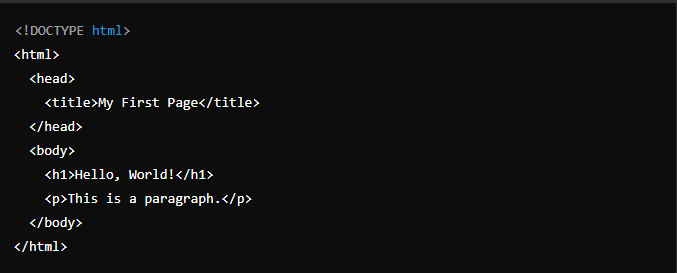 <!DOCTYPE html>
<html>
  <head>
    <title>My First Page</title>
  </head>
  <body>
    <h1>Hello, World!</h1>
    <p>This is a paragraph.</p>
  </body>
</html>